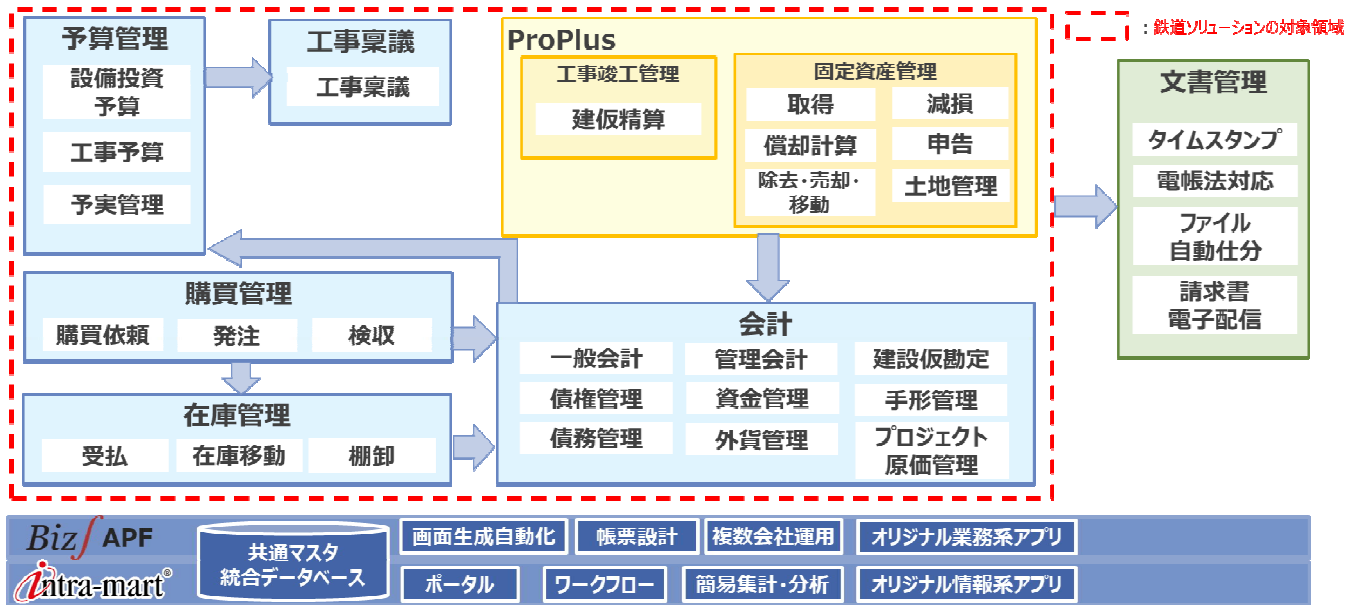 予算管理
設備投資
予算
工事予算
予実管理
工事稟議
工事稟議
ProPlus
工事竣工管理
建仮精算
固定資産管理
取得
減損
償却計算
申告
除去・売却・
移動
土地管理
：鉄道ソリューションの対象領域
文書管理
タイムスタンプ
電帳法対応
ファイル
自動仕分
請求書
電子配信
購買管理
購買依頼
発注
検収
在庫管理
受払
在庫移動
棚卸
会計
一般会計
管理会計
建設仮勘定
債権管理
資金管理
手形管理
債務管理
外貨管理
プロジェクト
原価管理
Biz∫ APF
intra-mart®
共通マスタ
統合データベース
画面生成自動化
帳票設計
複数会社運用
オリジナル業務系アプリ
ポータル
ワークフロー
簡易集計・分析
オリジナル情報系アプリ